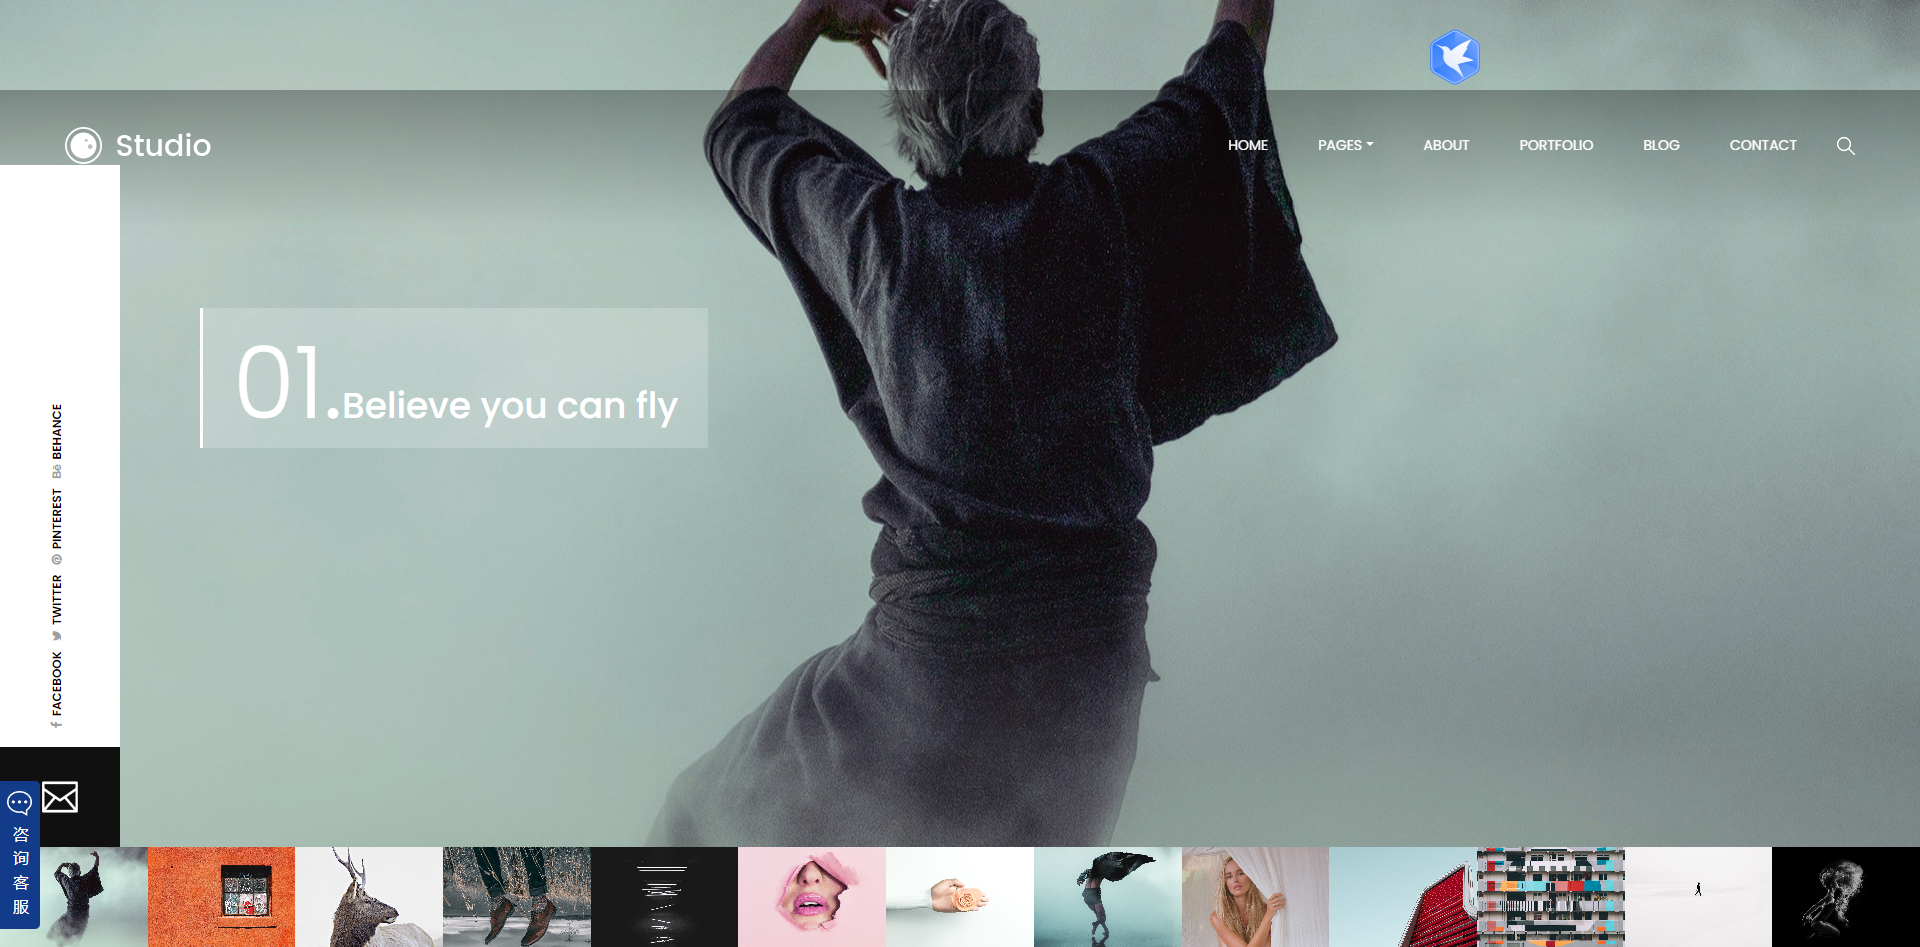 Studio
HOME
PAGES
ABOUT
PORTFOLIO
BLOG
CONTACT
01.Believe you can fly
BEHANCE
PINTEREST
TWITTER
FACEBOOK
咨询客服